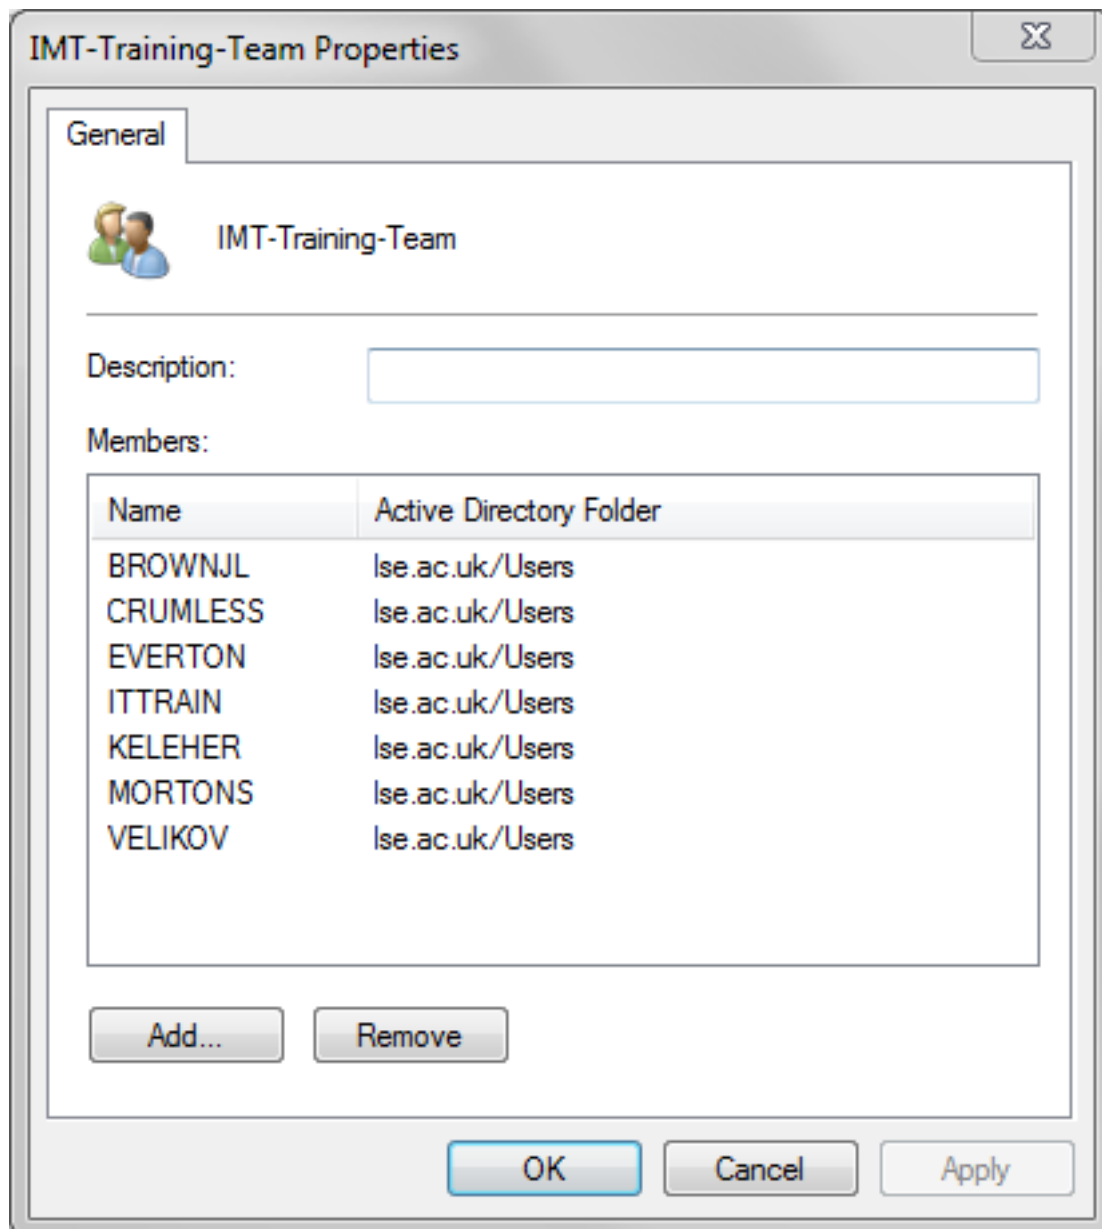 IMT-Training-Team Properties
General
IMT-Training-Team
Description:
Members:
Name Active Directory Folder
BROWNJL lse.ac.uk/Users
CRUMLESS lse.ac.uk/Users
EVERTON lse.ac.uk/Users
ITTRAIN lse.ac.uk/Users
KELEHER lse.ac.uk/Users
MORTONS lse.ac.uk/Users
VELIKOV lse.ac.uk/Users
Add... Remove
OK Cancel Apply